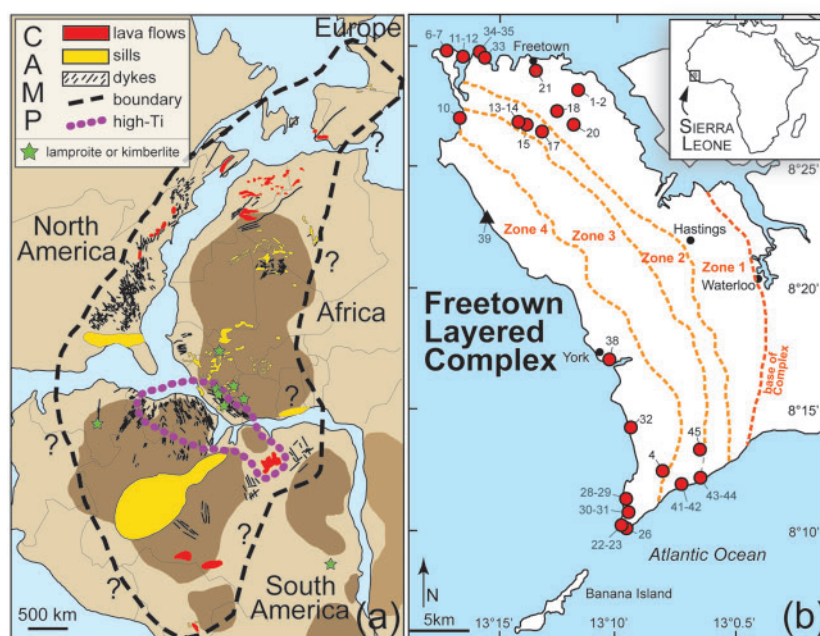 C
A
M
P
lava flows
sills
dykes
boundary
high-Ti
lamproite or kimberlite
Europe
?
North
America
?
Africa
?
?
?
?
?
South
America
500 km
(a)
(b)
6-7
11-12
34-35
33
Freetown
21
1-2
18
13-14
10
15
17
20
SIERRA
LEONE
8°25'
39
Zone 4
Zone 3
Zone 2
Zone 1
Hastings
Waterloo
8°20'
Freetown
Layered
Complex
base of Complex
York
38
8°15'
32
45
4
28-29
30-31
41-42
43-44
22-23
26
8°10'
Atlantic Ocean
Banana Island
N
5km
13°15'
13°10'
13°0.5'